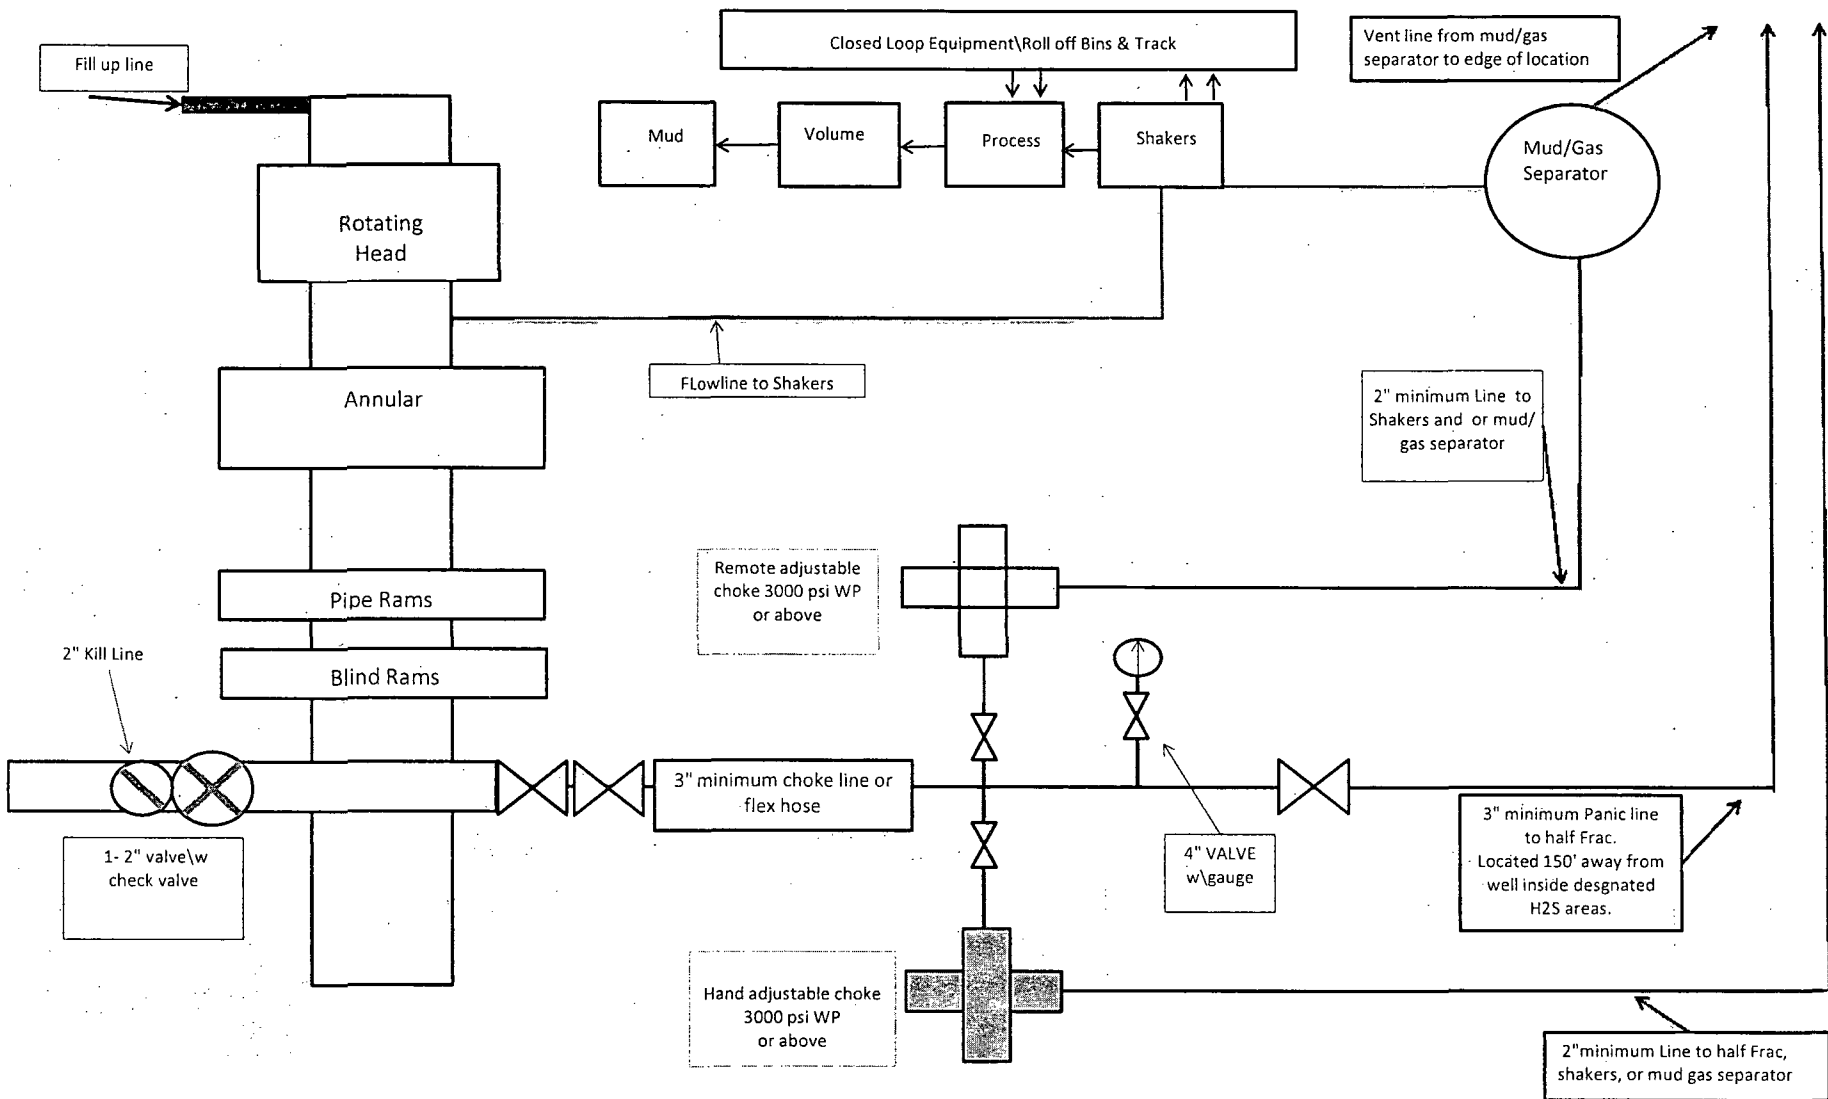 Closed Loop Equipment\Roll off Bins & Track
Vent line from mud/gas
separator to edge of location
Fill up line
Mud
Volume
Process
Shakers
Mud/Gas
Separator
Rotating
Head
FLowline to Shakers
Annular
2" minimum Line to
Shakers and or mud/
gas separator
Remote adjustable
choke 3000 psi WP
or above
Pipe Rams
2" Kill Line
Blind Rams
3" minimum choke line or
flex hose
1- 2" valve\w
check valve
4" VALVE
w\gauge
3" minimum Panic line
to half Frac.
Located 150' away from
well inside desgnated
H2S areas.
Hand adjustable choke
3000 psi WP
or above
2"minimum Line to half Frac,
shakers, or mud gas separator